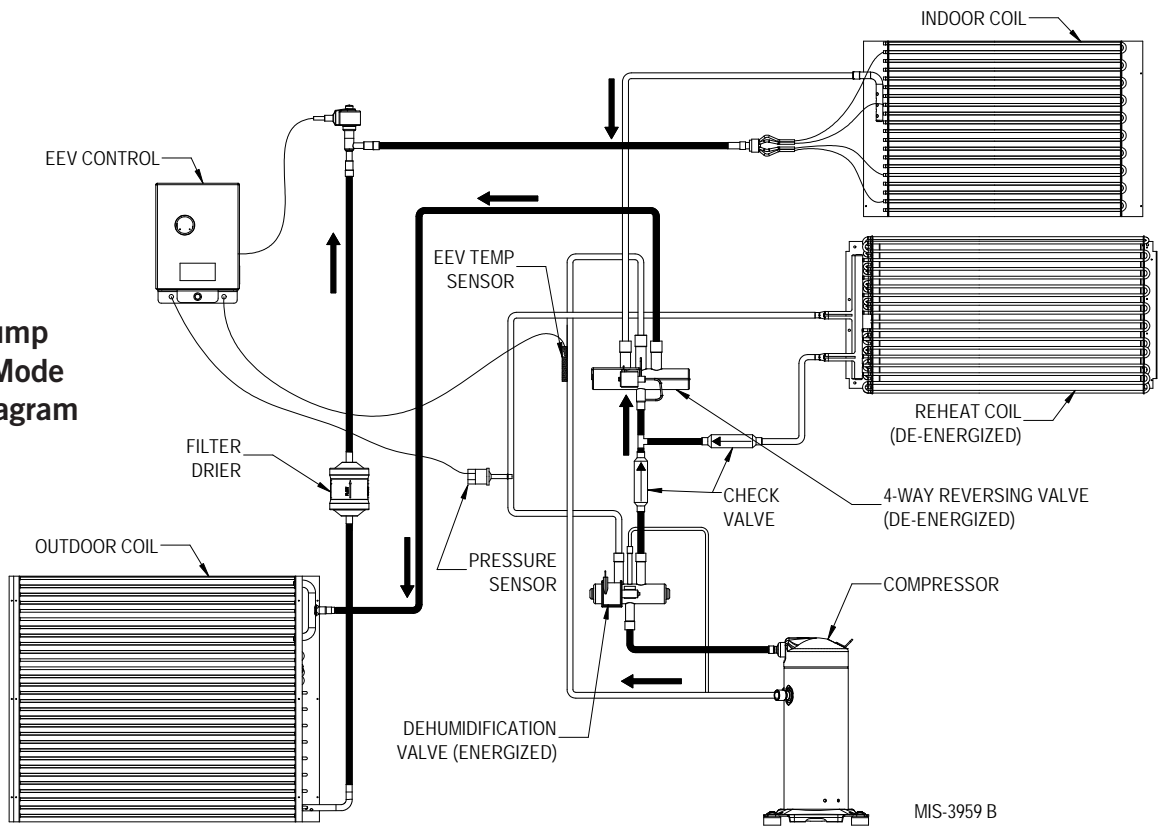 INDOOR COIL
EEV CONTROL
EEV TEMP
SENSOR
ump
Mode
agram
REHEAT COIL
(DE-ENERGIZED)
FILTER
DRIER
CHECK
VALVE
4-WAY REVERSING VALVE
(DE-ENERGIZED)
OUTDOOR COIL
PRESSURE
SENSOR
COMPRESSOR
DEHUMIDIFICATION
VALVE (ENERGIZED)
MIS-3959 B